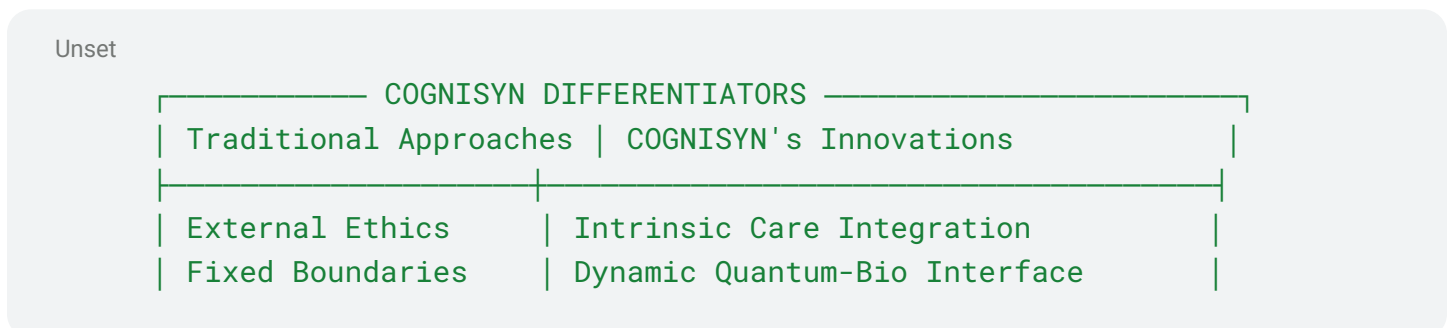 Unset
┌─────────── COGNISYN DIFFERENTIATORS ───────────────────────┐
│ Traditional Approaches │ COGNISYN's Innovations │
├─────────────────────┼──────────────────────────────────────┤
│ External Ethics │ Intrinsic Care Integration │
│ Fixed Boundaries │ Dynamic Quantum-Bio Interface │